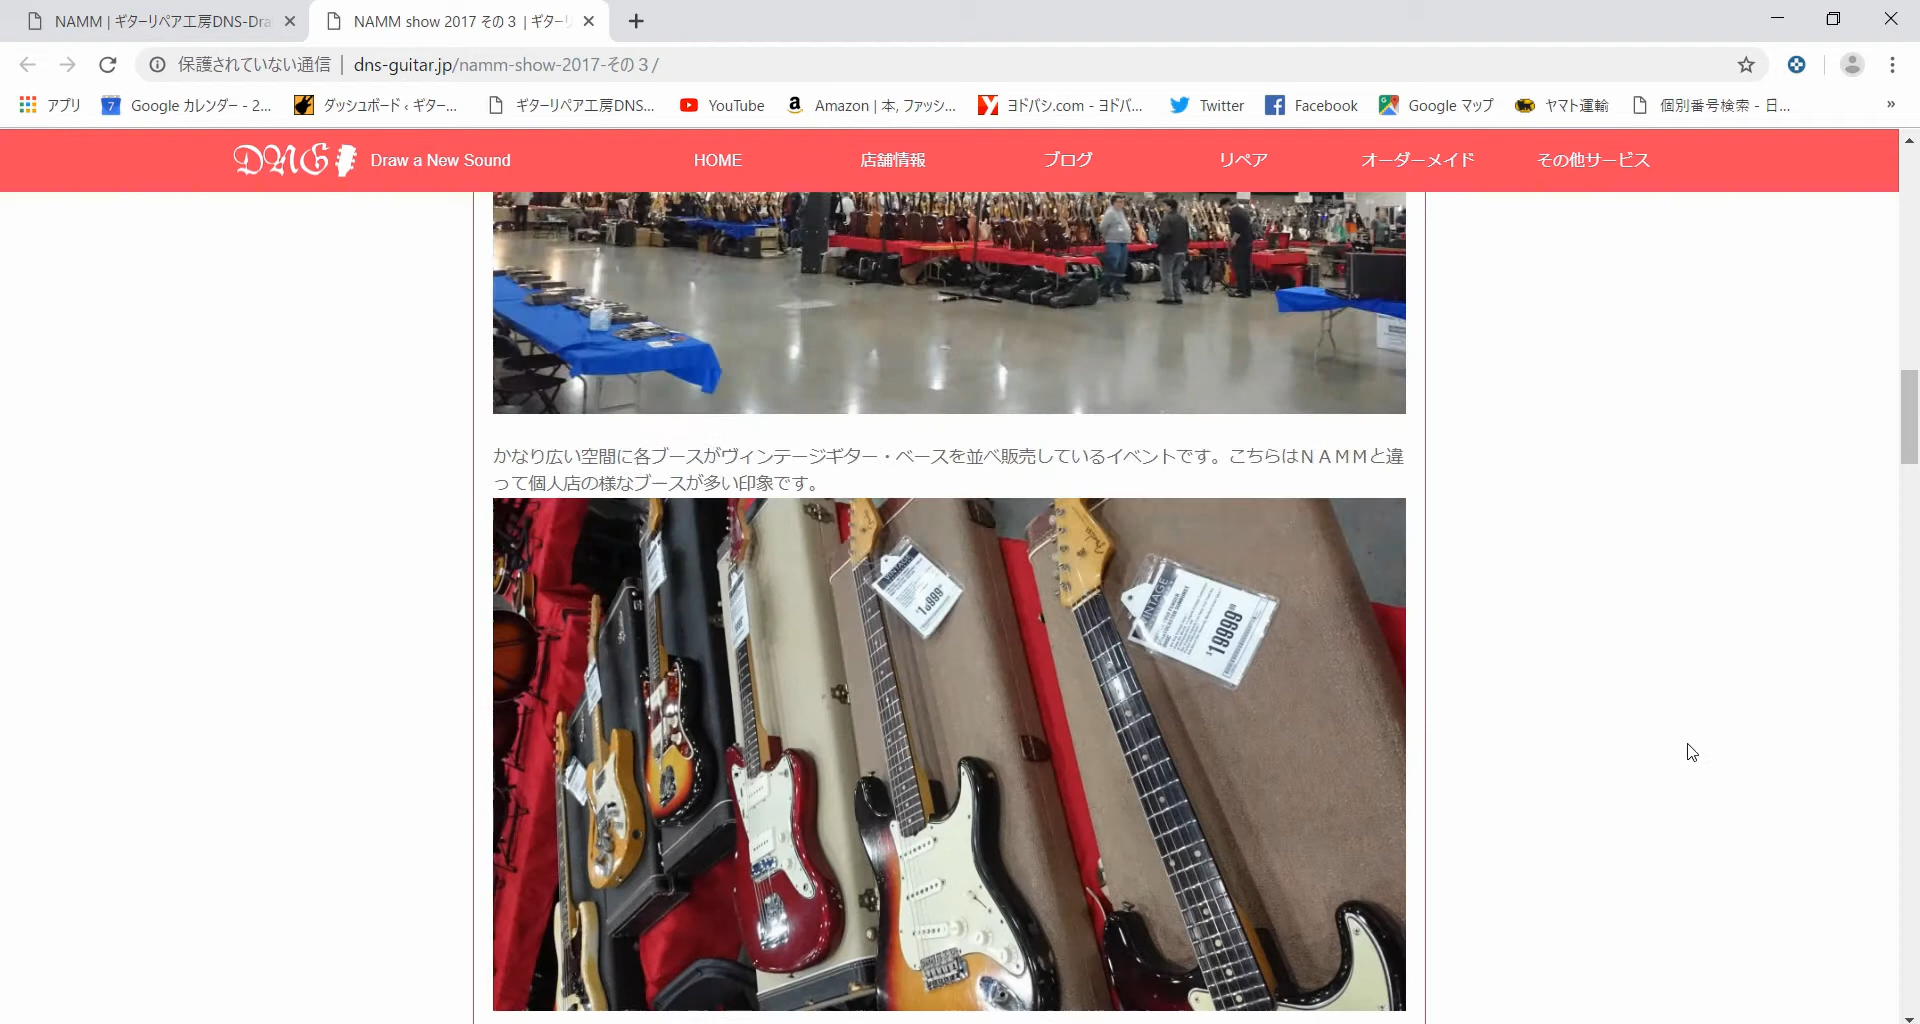 NAMM | ギターリペア工房DNS-Dra
NAMM show 2017 その３ | ギターリ
保護されていない通信 | dns-guitar.jp/namm-show-2017-その３/
アプリ
Google カレンダー - 2...
ダッシュボード ‹ ギター...
ギターリペア工房DNS...
YouTube
Amazon | 本, ファッシ...
ヨドバシ.com - ヨドバ...
Twitter
Facebook
Google マップ
ヤマト運輸
個別番号検索 - 日...
»
DNS Draw a New Sound
HOME
店舗情報
ブログ
リペア
オーダーメイド
その他サービス
かなり広い空間に各ブースがヴィンテージギター・ベースを並べ販売しているイベントです。こちらはＮＡＭＭと違
って個人店の様なブースが多い印象です。
VINTAGE
VINTAGE
$19999
Fender